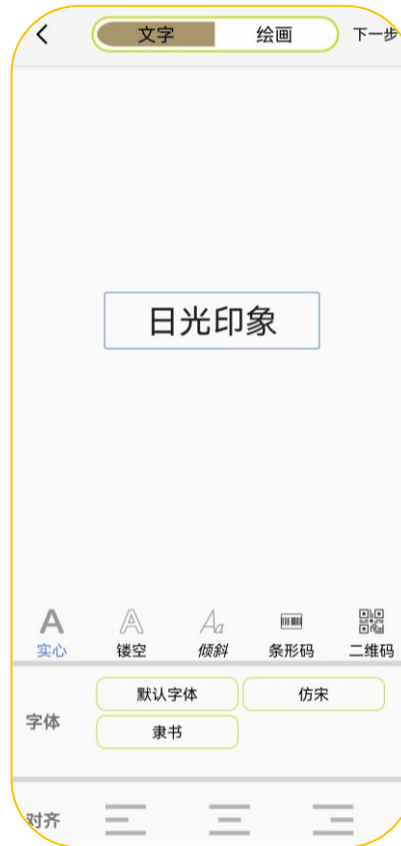 文字 绘画 下一步
日光印象
实心 镂空 倾斜 条形码 二维码
字体 默认字体 仿宋
隶书
对齐